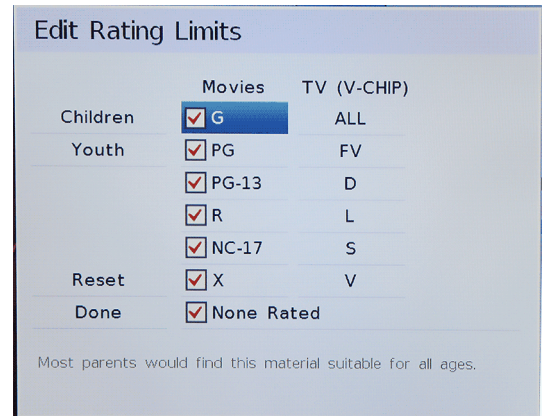 Edit Rating Limits
Movies TV (V-CHIP)
Children G ALL
Youth PG FV
PG-13 D
R L
NC-17 S
Reset X V
Done None Rated
Most parents would find this material suitable for all ages.